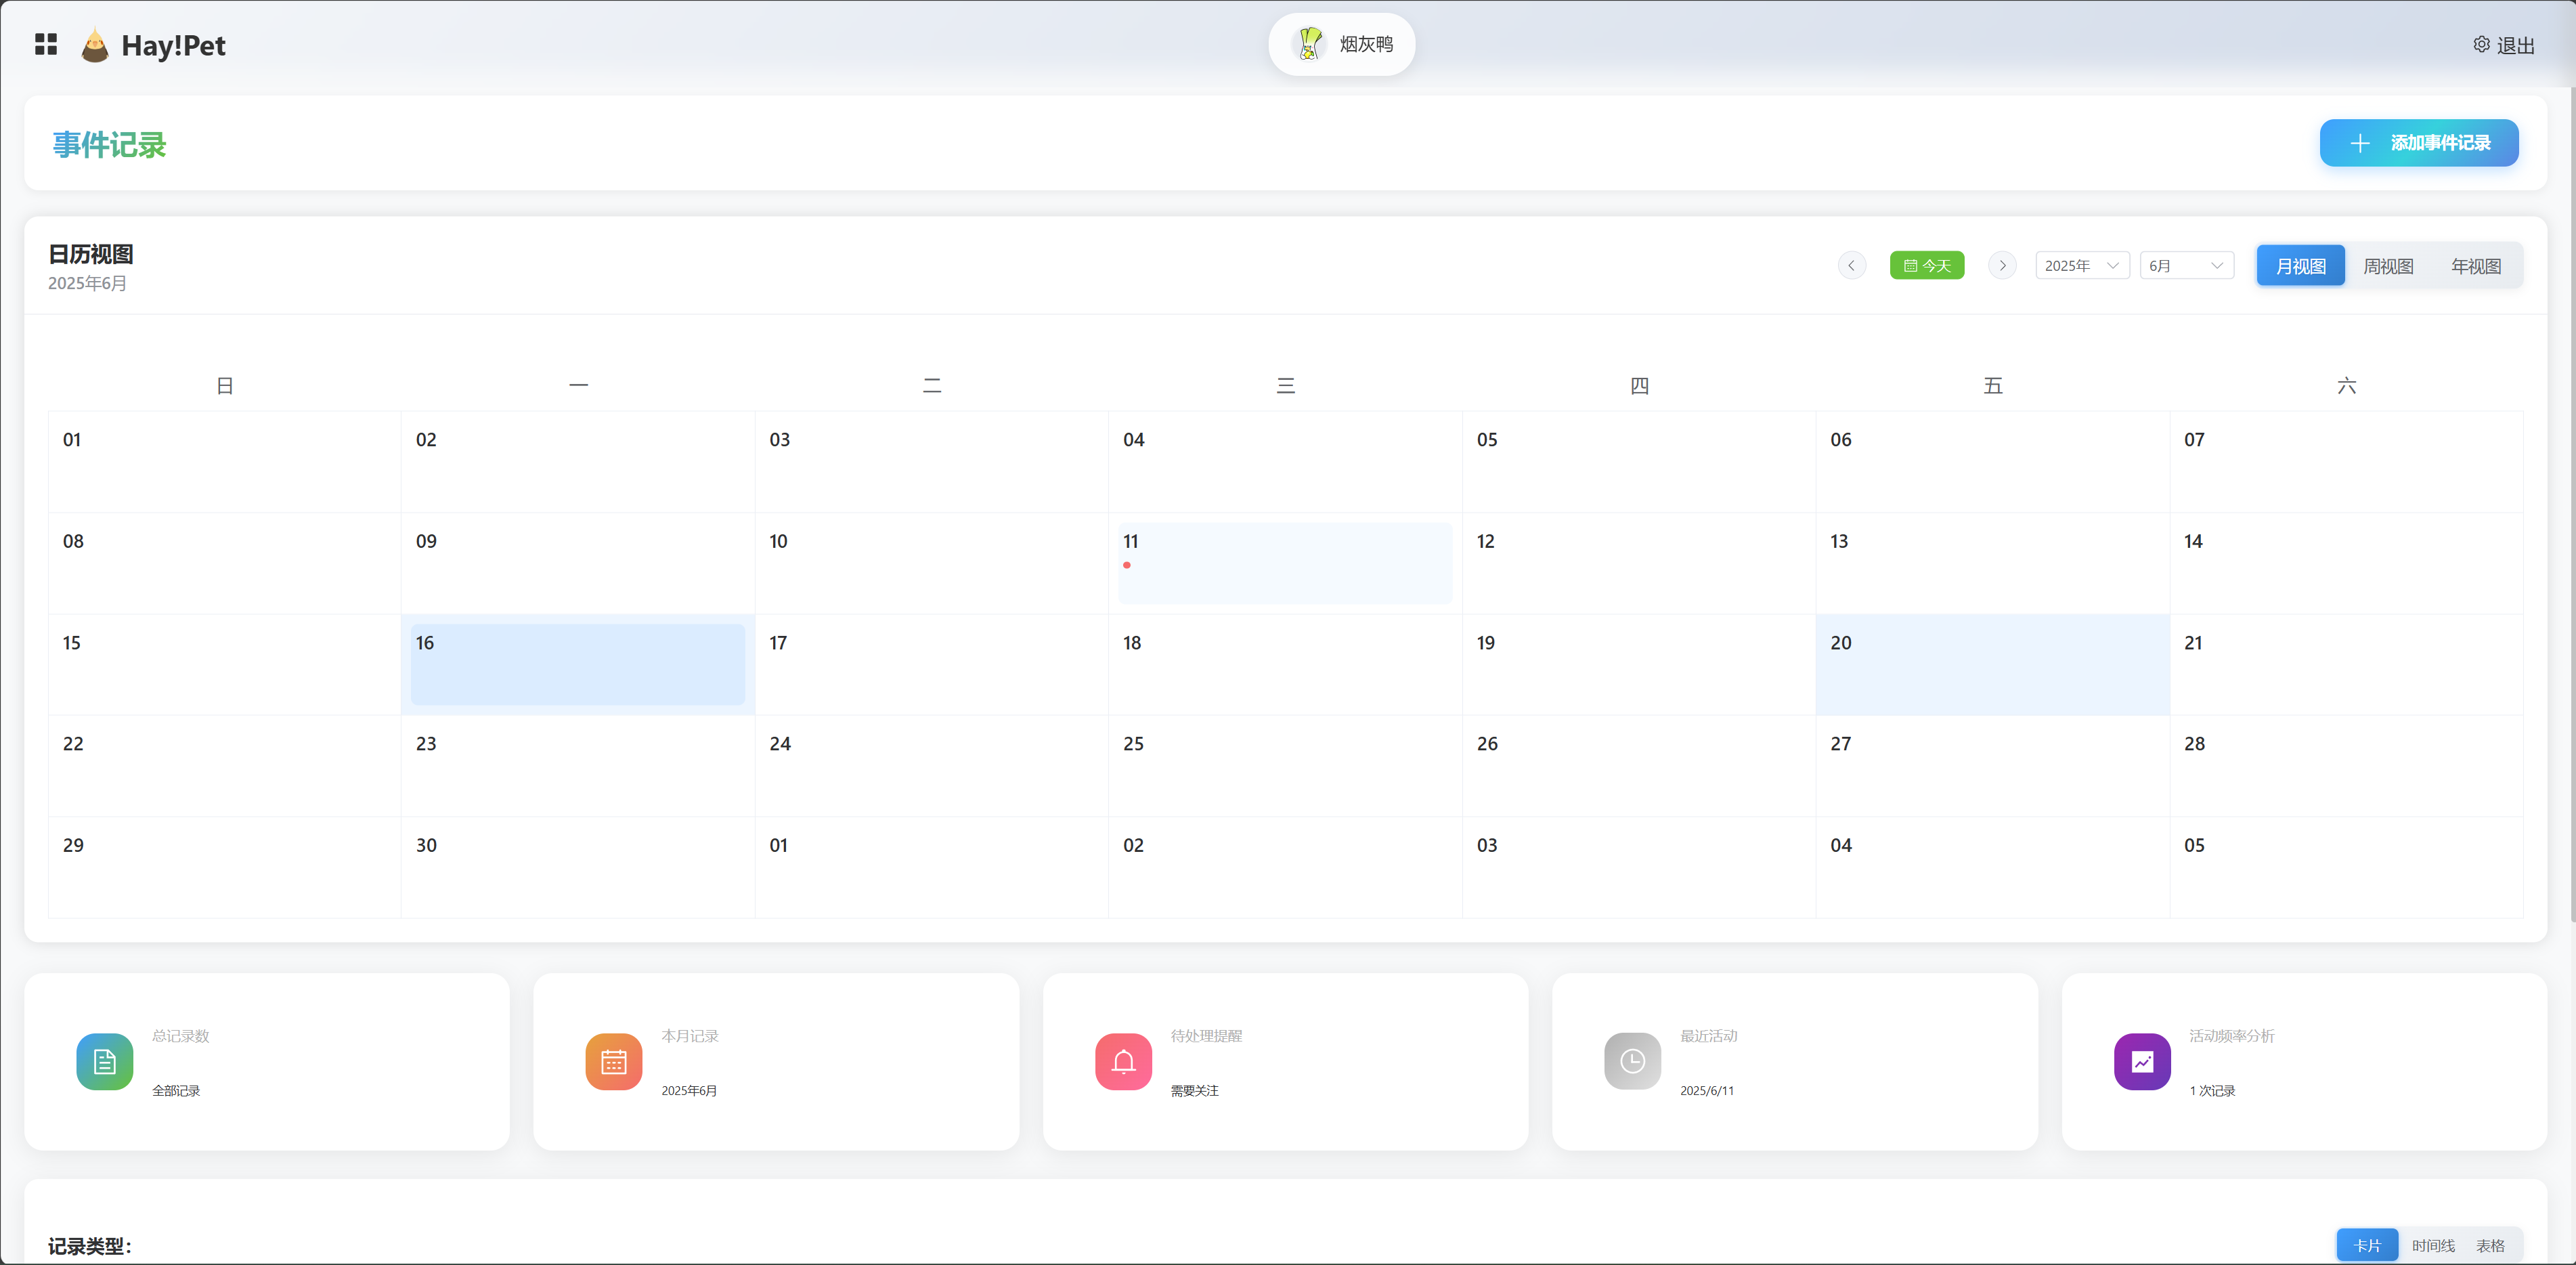 Hay!Pet
烟灰鸭
退出
事件记录
添加事件记录
日历视图
2025年6月
今天
2025年
6月
月视图 周视图 年视图
日 一 二 三 四 五 六
01 02 03 04 05 06 07
08 09 10 11 12 13 14
15 16 17 18 19 20 21
22 23 24 25 26 27 28
29 30 01 02 03 04 05
总记录数
全部记录
本月记录
2025年6月
待处理提醒
需要关注
最近活动
2025/6/11
活动频率分析
1 次记录
记录类型：
卡片 时间线 表格